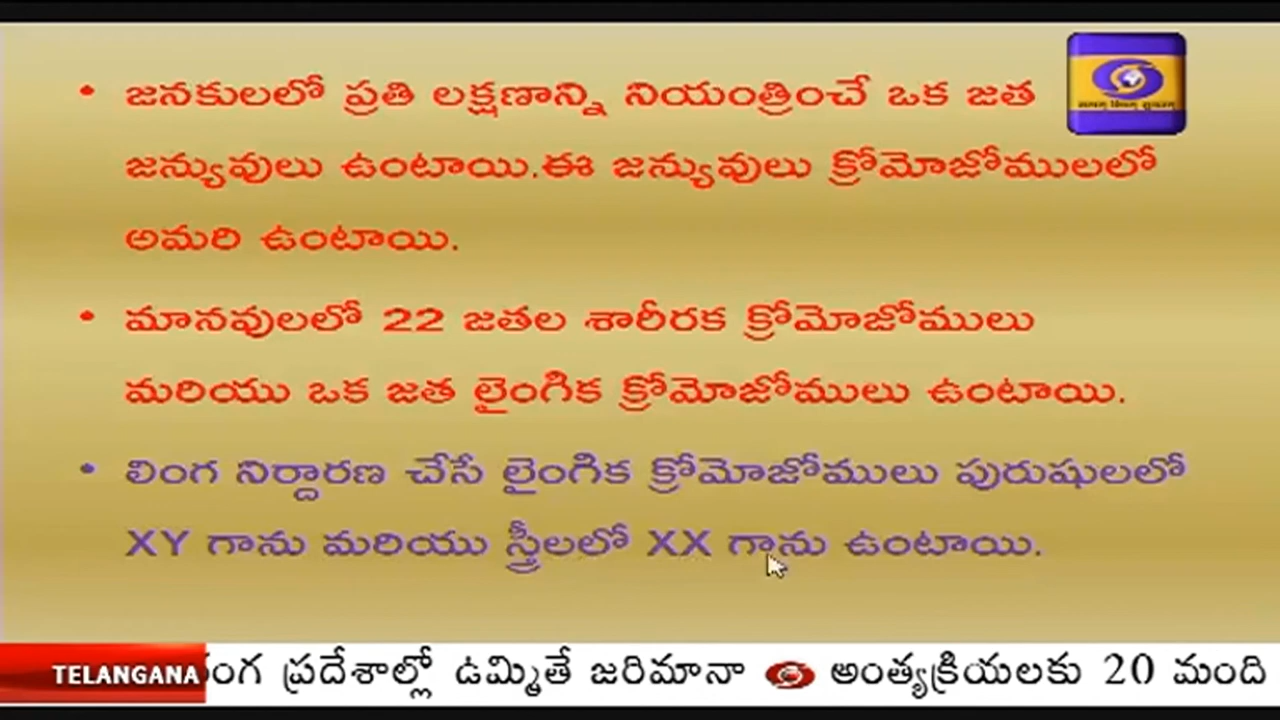 • జనకులలో ప్రతి లక్షణాన్ని నియంత్రించే ఒక జత
జన్యువులు ఉంటాయి.ఈ జన్యువులు క్రోమోజోములలో
అమరి ఉంటాయి.
• మానవులలో 22 జతల శారీరక క్రోమోజోములు
మరియు ఒక జత లైంగిక క్రోమోజోములు ఉంటాయి.
• లింగ నిర్దారణ చేసే లైంగిక క్రోమోజోములు పురుషులలో
XY గాను మరియు స్త్రీలలో XX గాను ఉంటాయి.
TELANGANA ప్రదేశాల్లో ఉమ్మితే జరిమానా అంత్యక్రియలకు 20 మంది